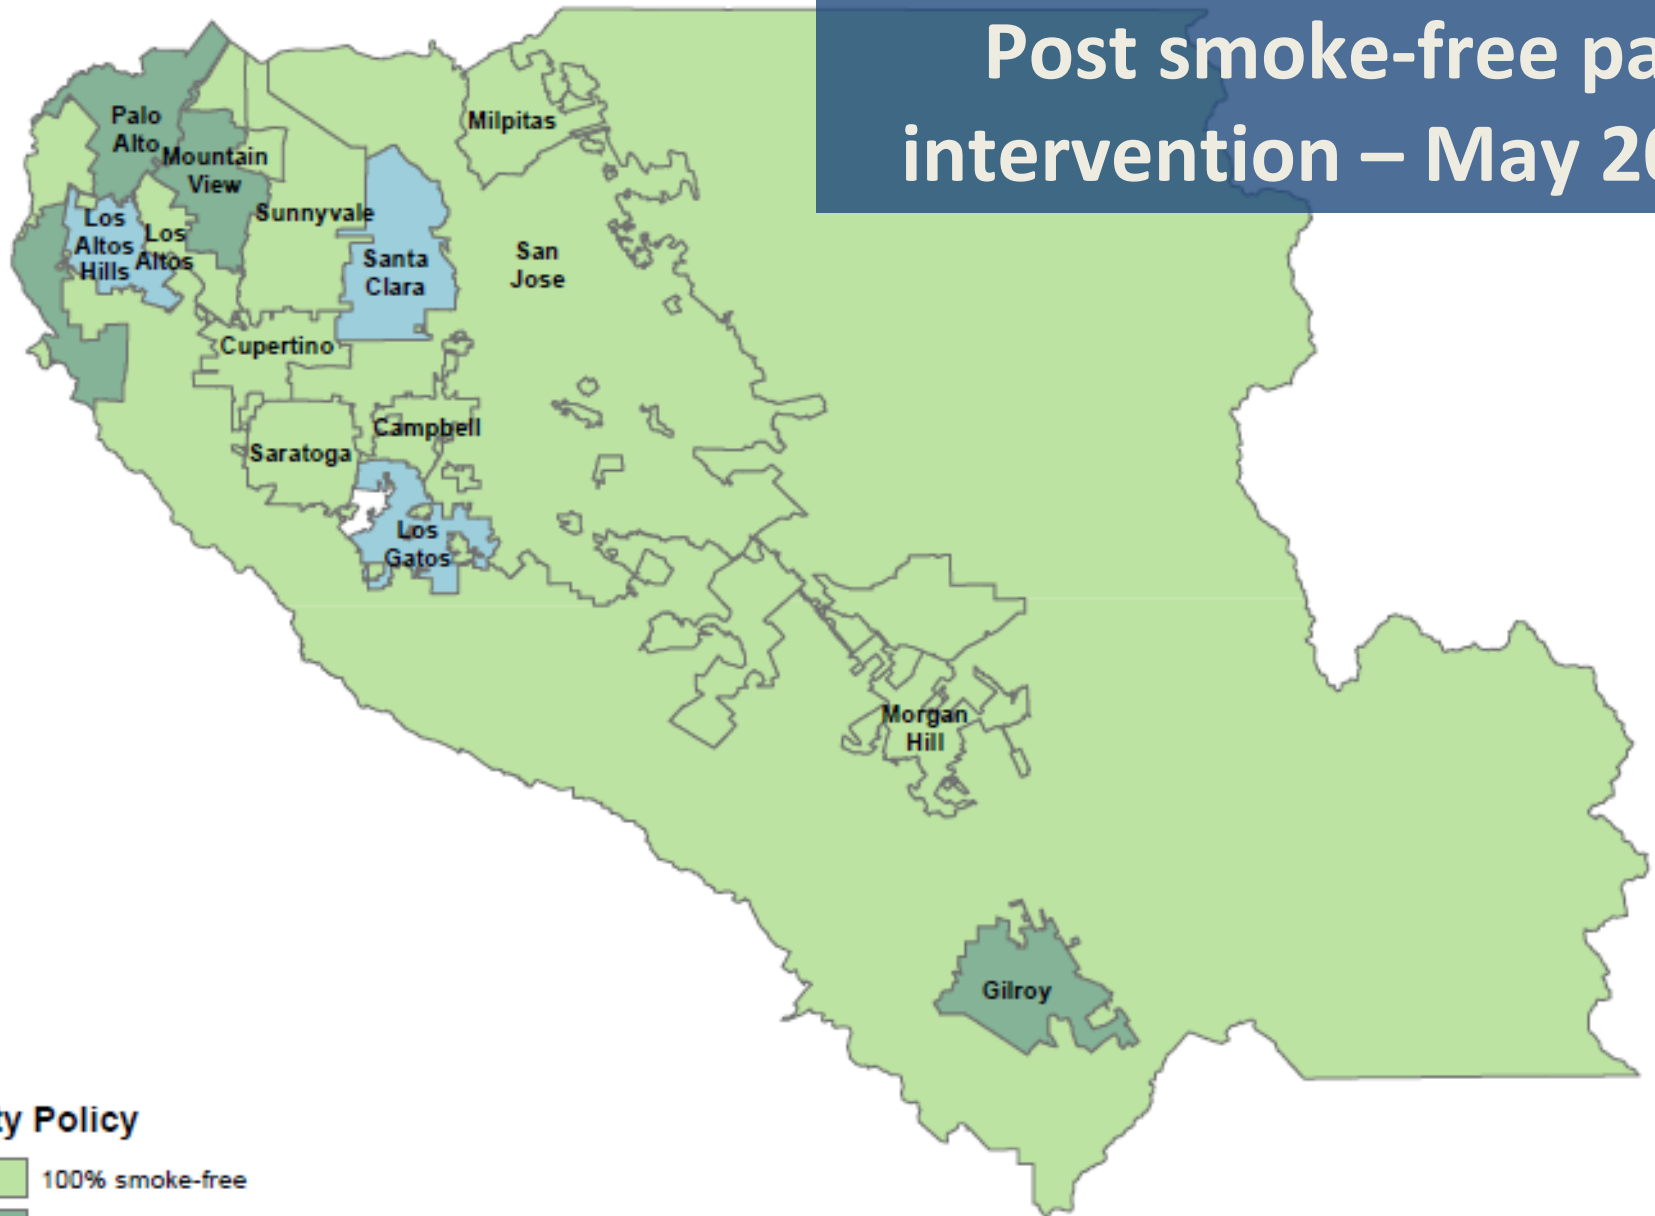 Post smoke-free pa
intervention – May 20
Palo
Alto
Mountain
View
Milpitas
Los
Altos
Hills
Los
Altos
Sunnyvale
Santa
Clara
San
Jose
Cupertino
Campbell
Saratoga
Los
Gatos
Morgan
Hill
Gilroy
ty Policy
100% smoke-free